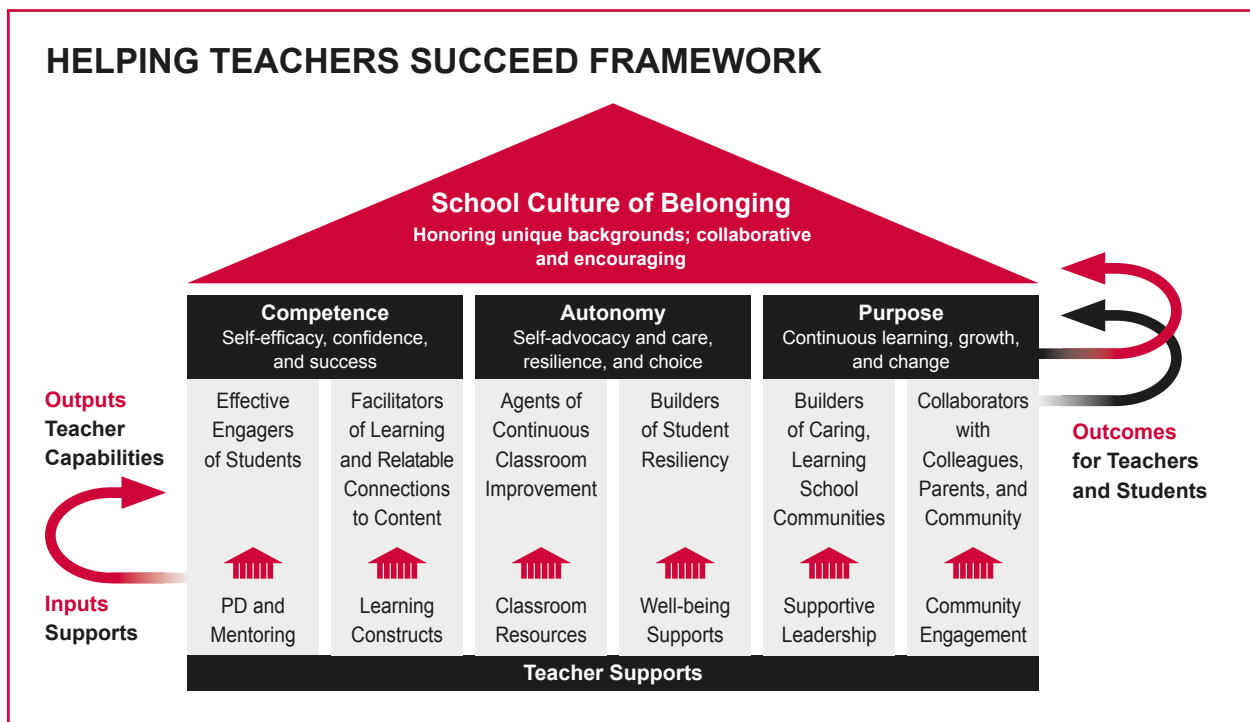 HELPING TEACHERS SUCCEED FRAMEWORK
School Culture of Belonging
Honoring unique backgrounds; collaborative
and encouraging
Competence
Self-efficacy, confidence,
and success
Autonomy
Self-advocacy and care,
resilience, and choice
Purpose
Continuous learning, growth,
and change
Outputs
Teacher
Capabilities
Effective
Engagers
of Students
Facilitators
of Learning
and Relatable
Connections
to Content
Agents of
Continuous
Classroom
Improvement
Builders
of Student
Resiliency
Builders
of Caring,
Learning
School
Communities
Collaborators
with
Colleagues,
Parents, and
Community
Outcomes
for Teachers
and Students
Inputs
Supports
PD and
Mentoring
Learning
Constructs
Classroom
Resources
Well-being
Supports
Supportive
Leadership
Community
Engagement
Teacher Supports